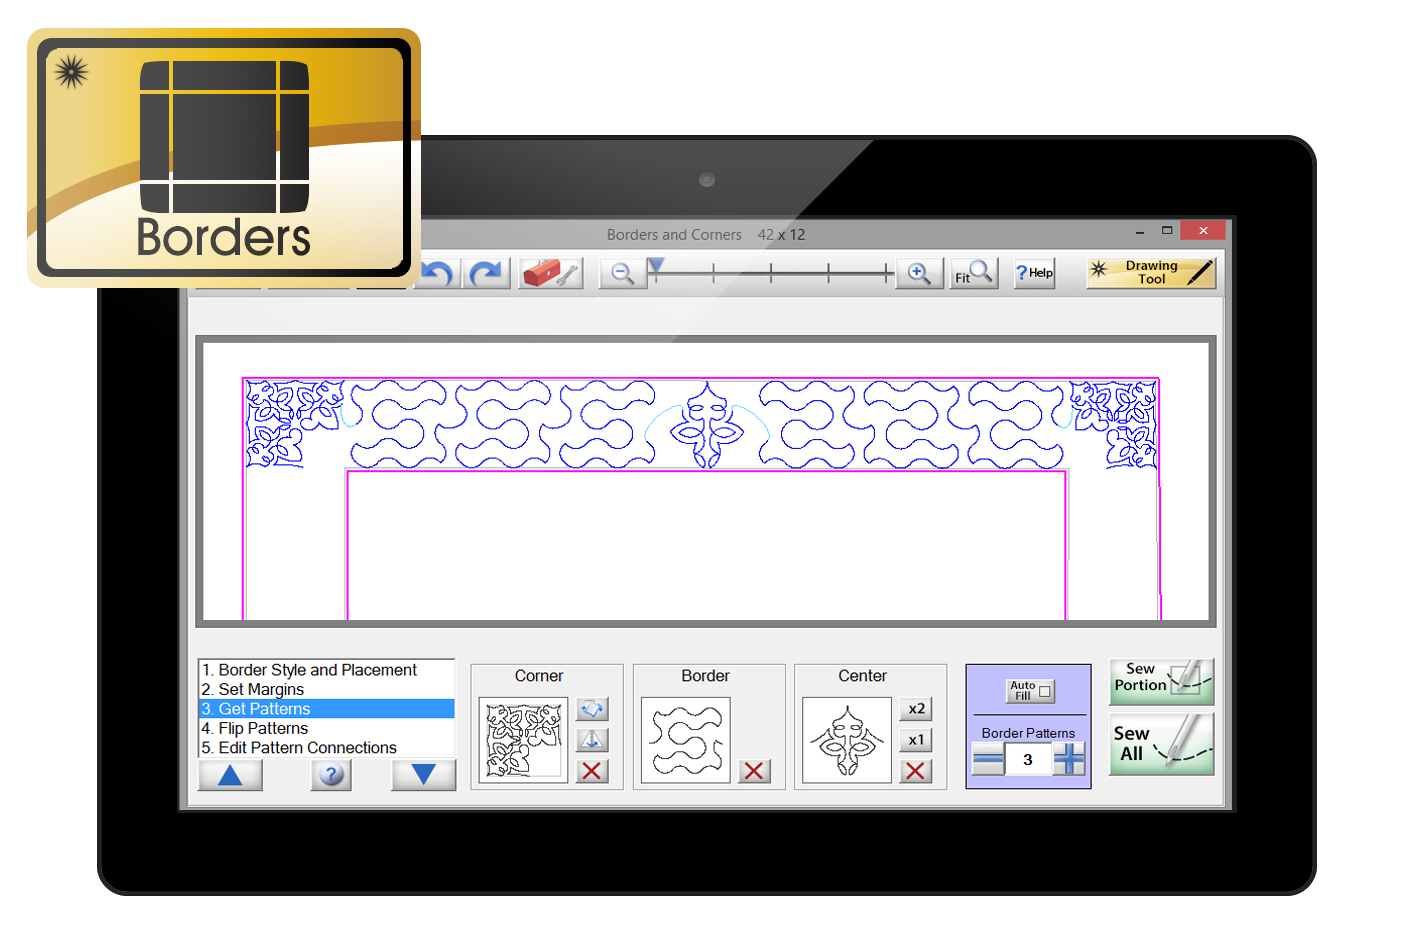 Borders
Borders and Corners 42 x 12
Fit
? Help
Drawing
Tool
1. Border Style and Placement
2. Set Margins
3. Get Patterns
4. Flip Patterns
5. Edit Pattern Connections
?
Corner
Border
Center
x2
x1
Auto
Fill
Border Patterns
3
Sew
Portion
Sew
All